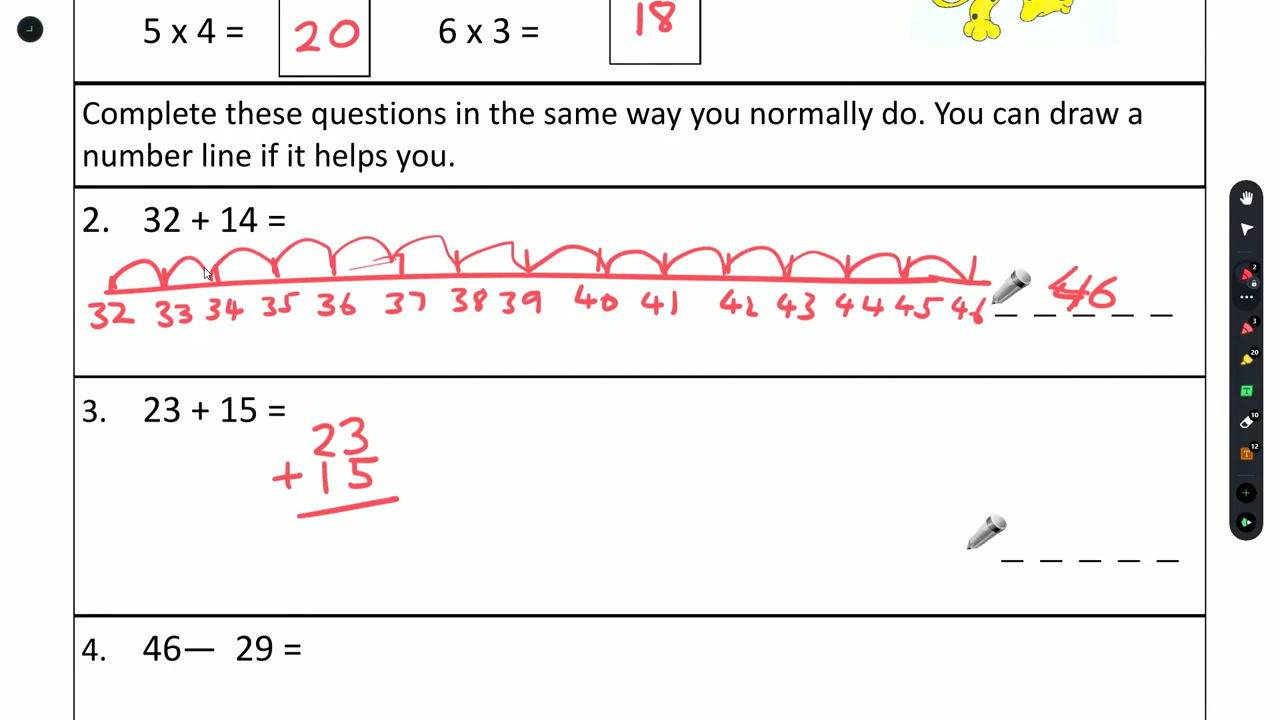 5 x 4 = 20 6 x 3 = 18
Complete these questions in the same way you normally do. You can draw a
number line if it helps you.
2. 32 + 14 =
32 33 34 35 36 37 38 39 40 41 42 43 44 45 46 46
3. 23 + 15 =
23
+ 15
4. 46— 29 =